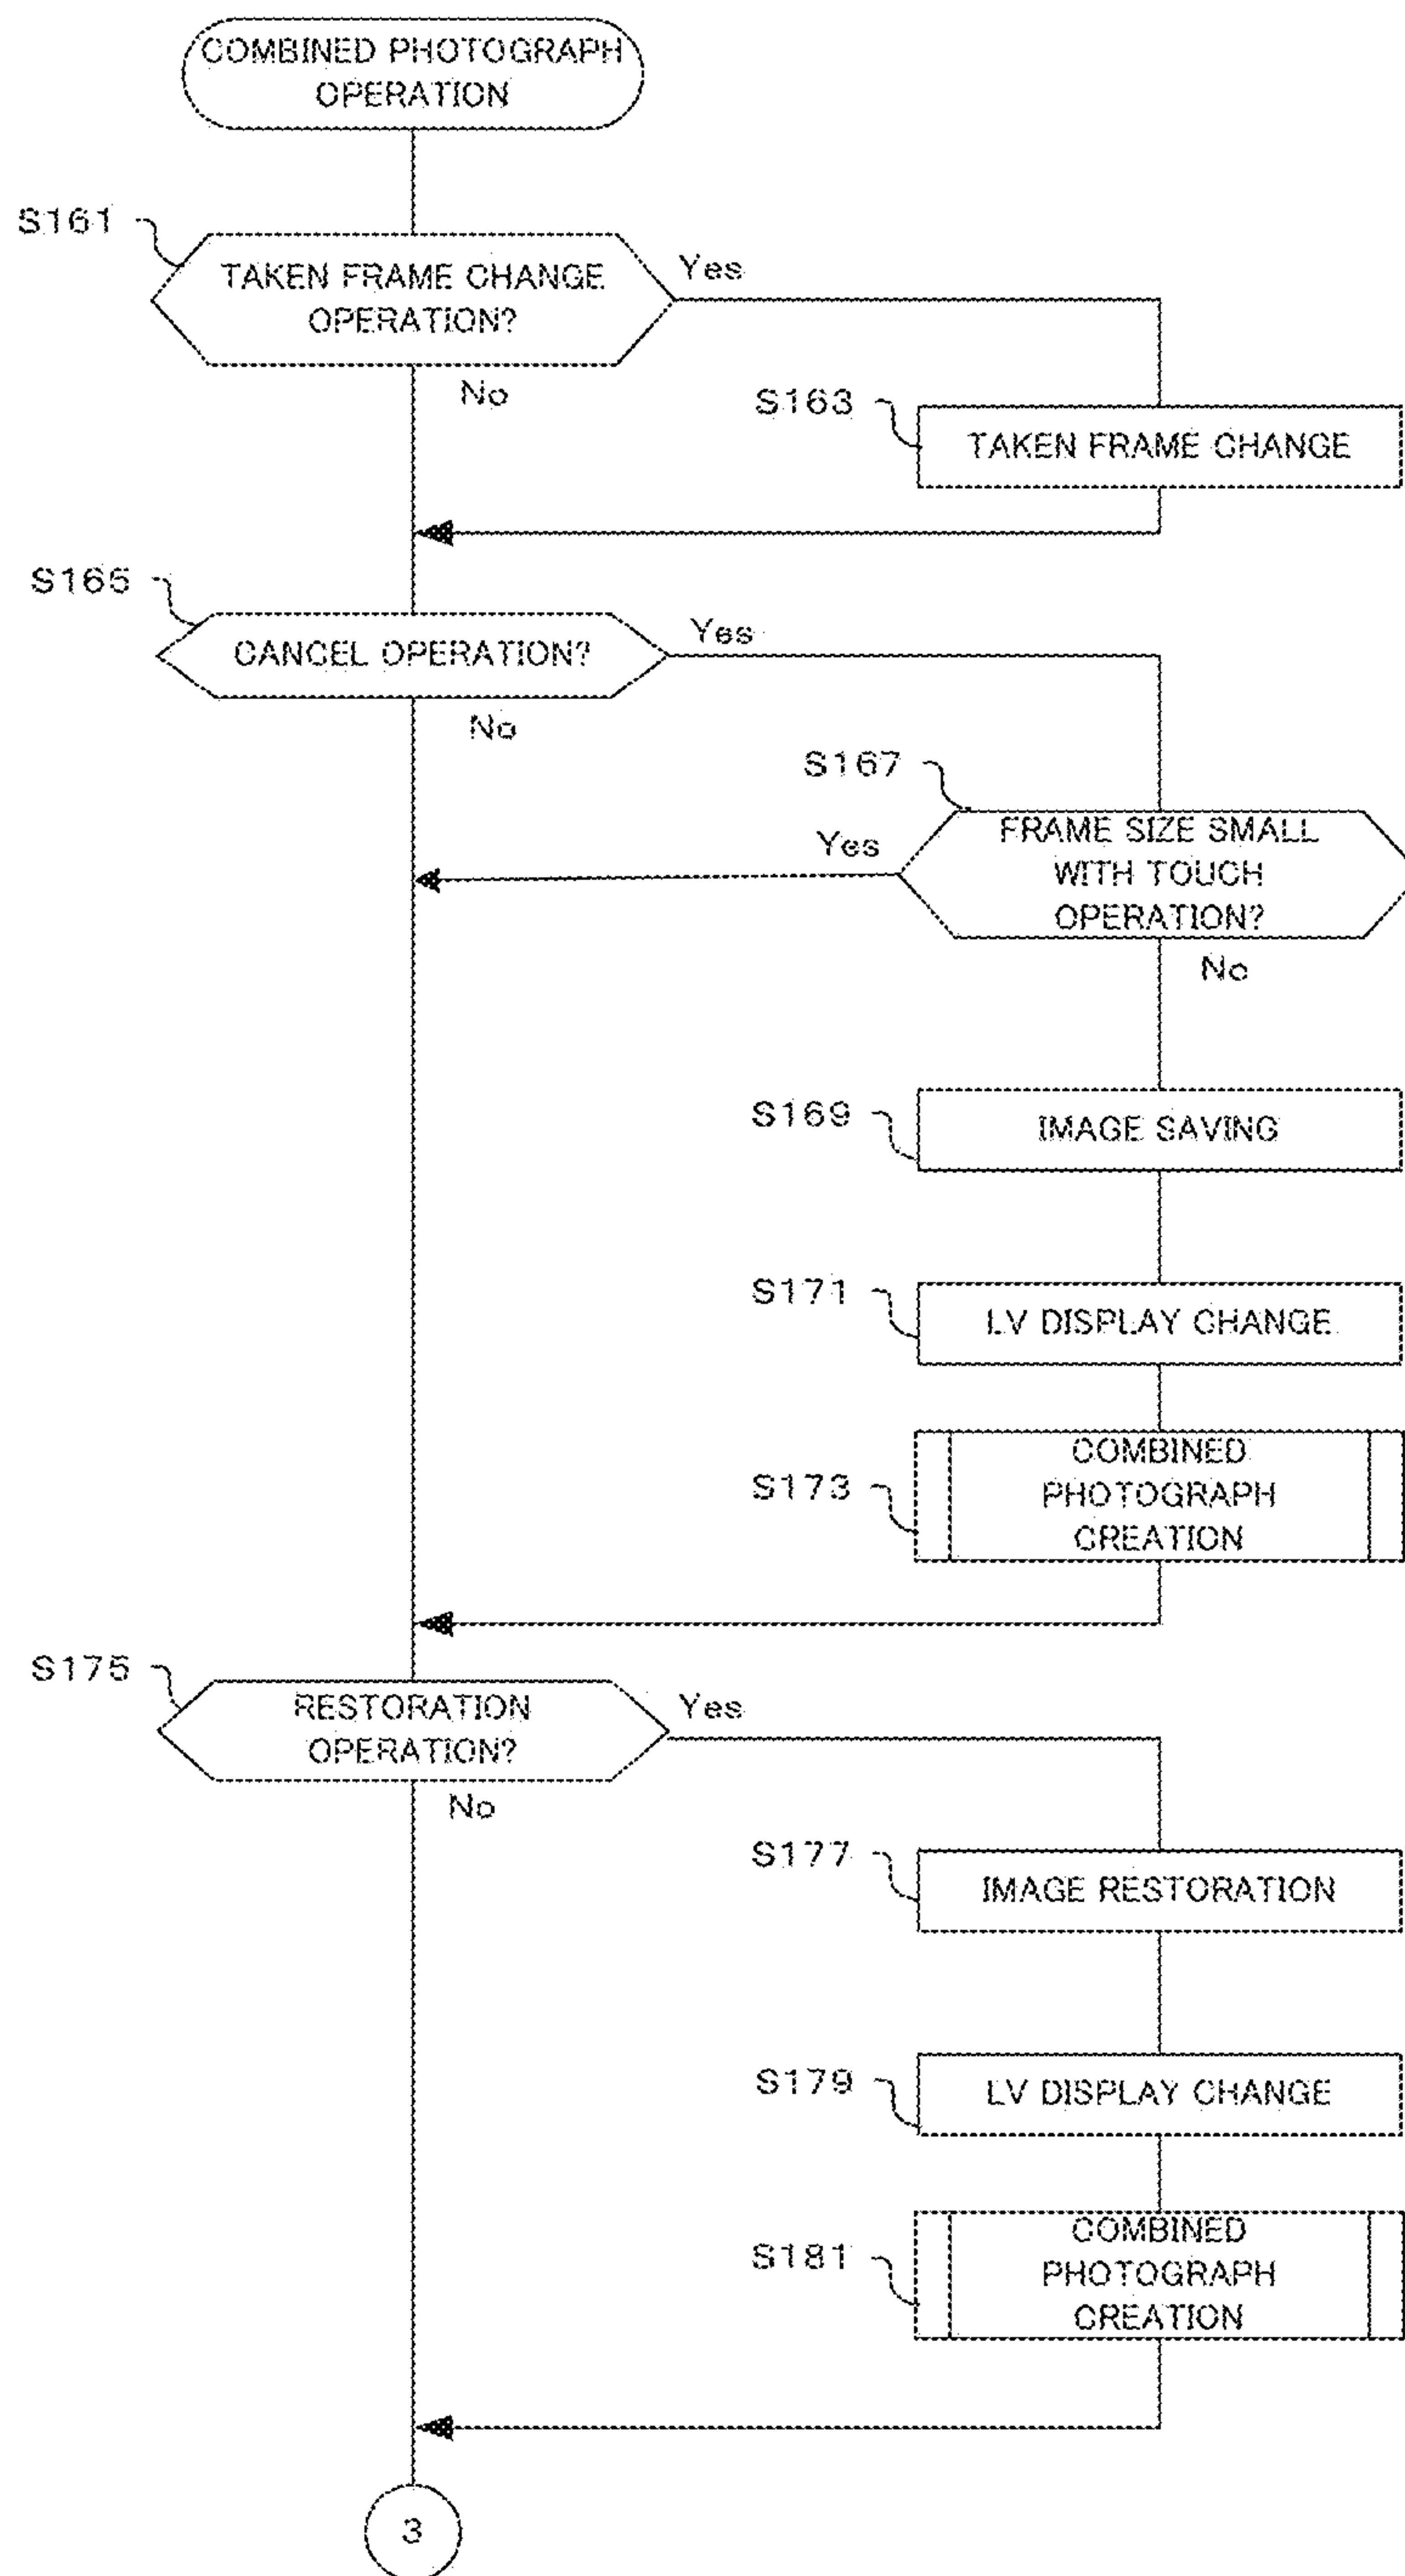 COMBINED PHOTOGRAPH
OPERATION
S161
TAKEN FRAME CHANGE
OPERATION?
Yes
No
S163
TAKEN FRAME CHANGE
S165
CANCEL OPERATION?
Yes
No
S167
FRAME SIZE SMALL
WITH TOUCH
OPERATION?
Yes
No
S169
IMAGE SAVING
S171
LV DISPLAY CHANGE
S173
COMBINED
PHOTOGRAPH
CREATION
S175
RESTORATION
OPERATION?
Yes
No
S177
IMAGE RESTORATION
S179
LV DISPLAY CHANGE
S181
COMBINED
PHOTOGRAPH
CREATION
3